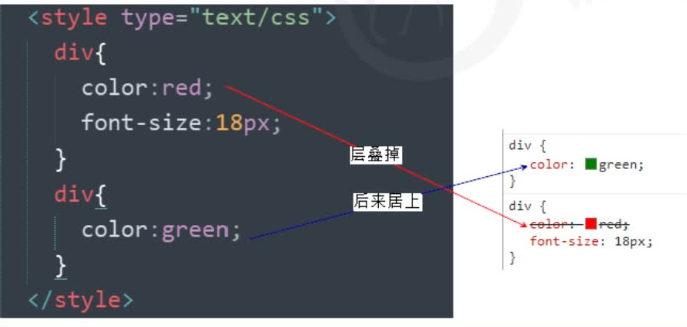 <style type="text/css">
div{
color:red;
font-size:18px;
}
div{
color:green;
}
</style>
层叠掉
后来居上
div {
color: green;
}
div {
color: red;
font-size: 18px;
}